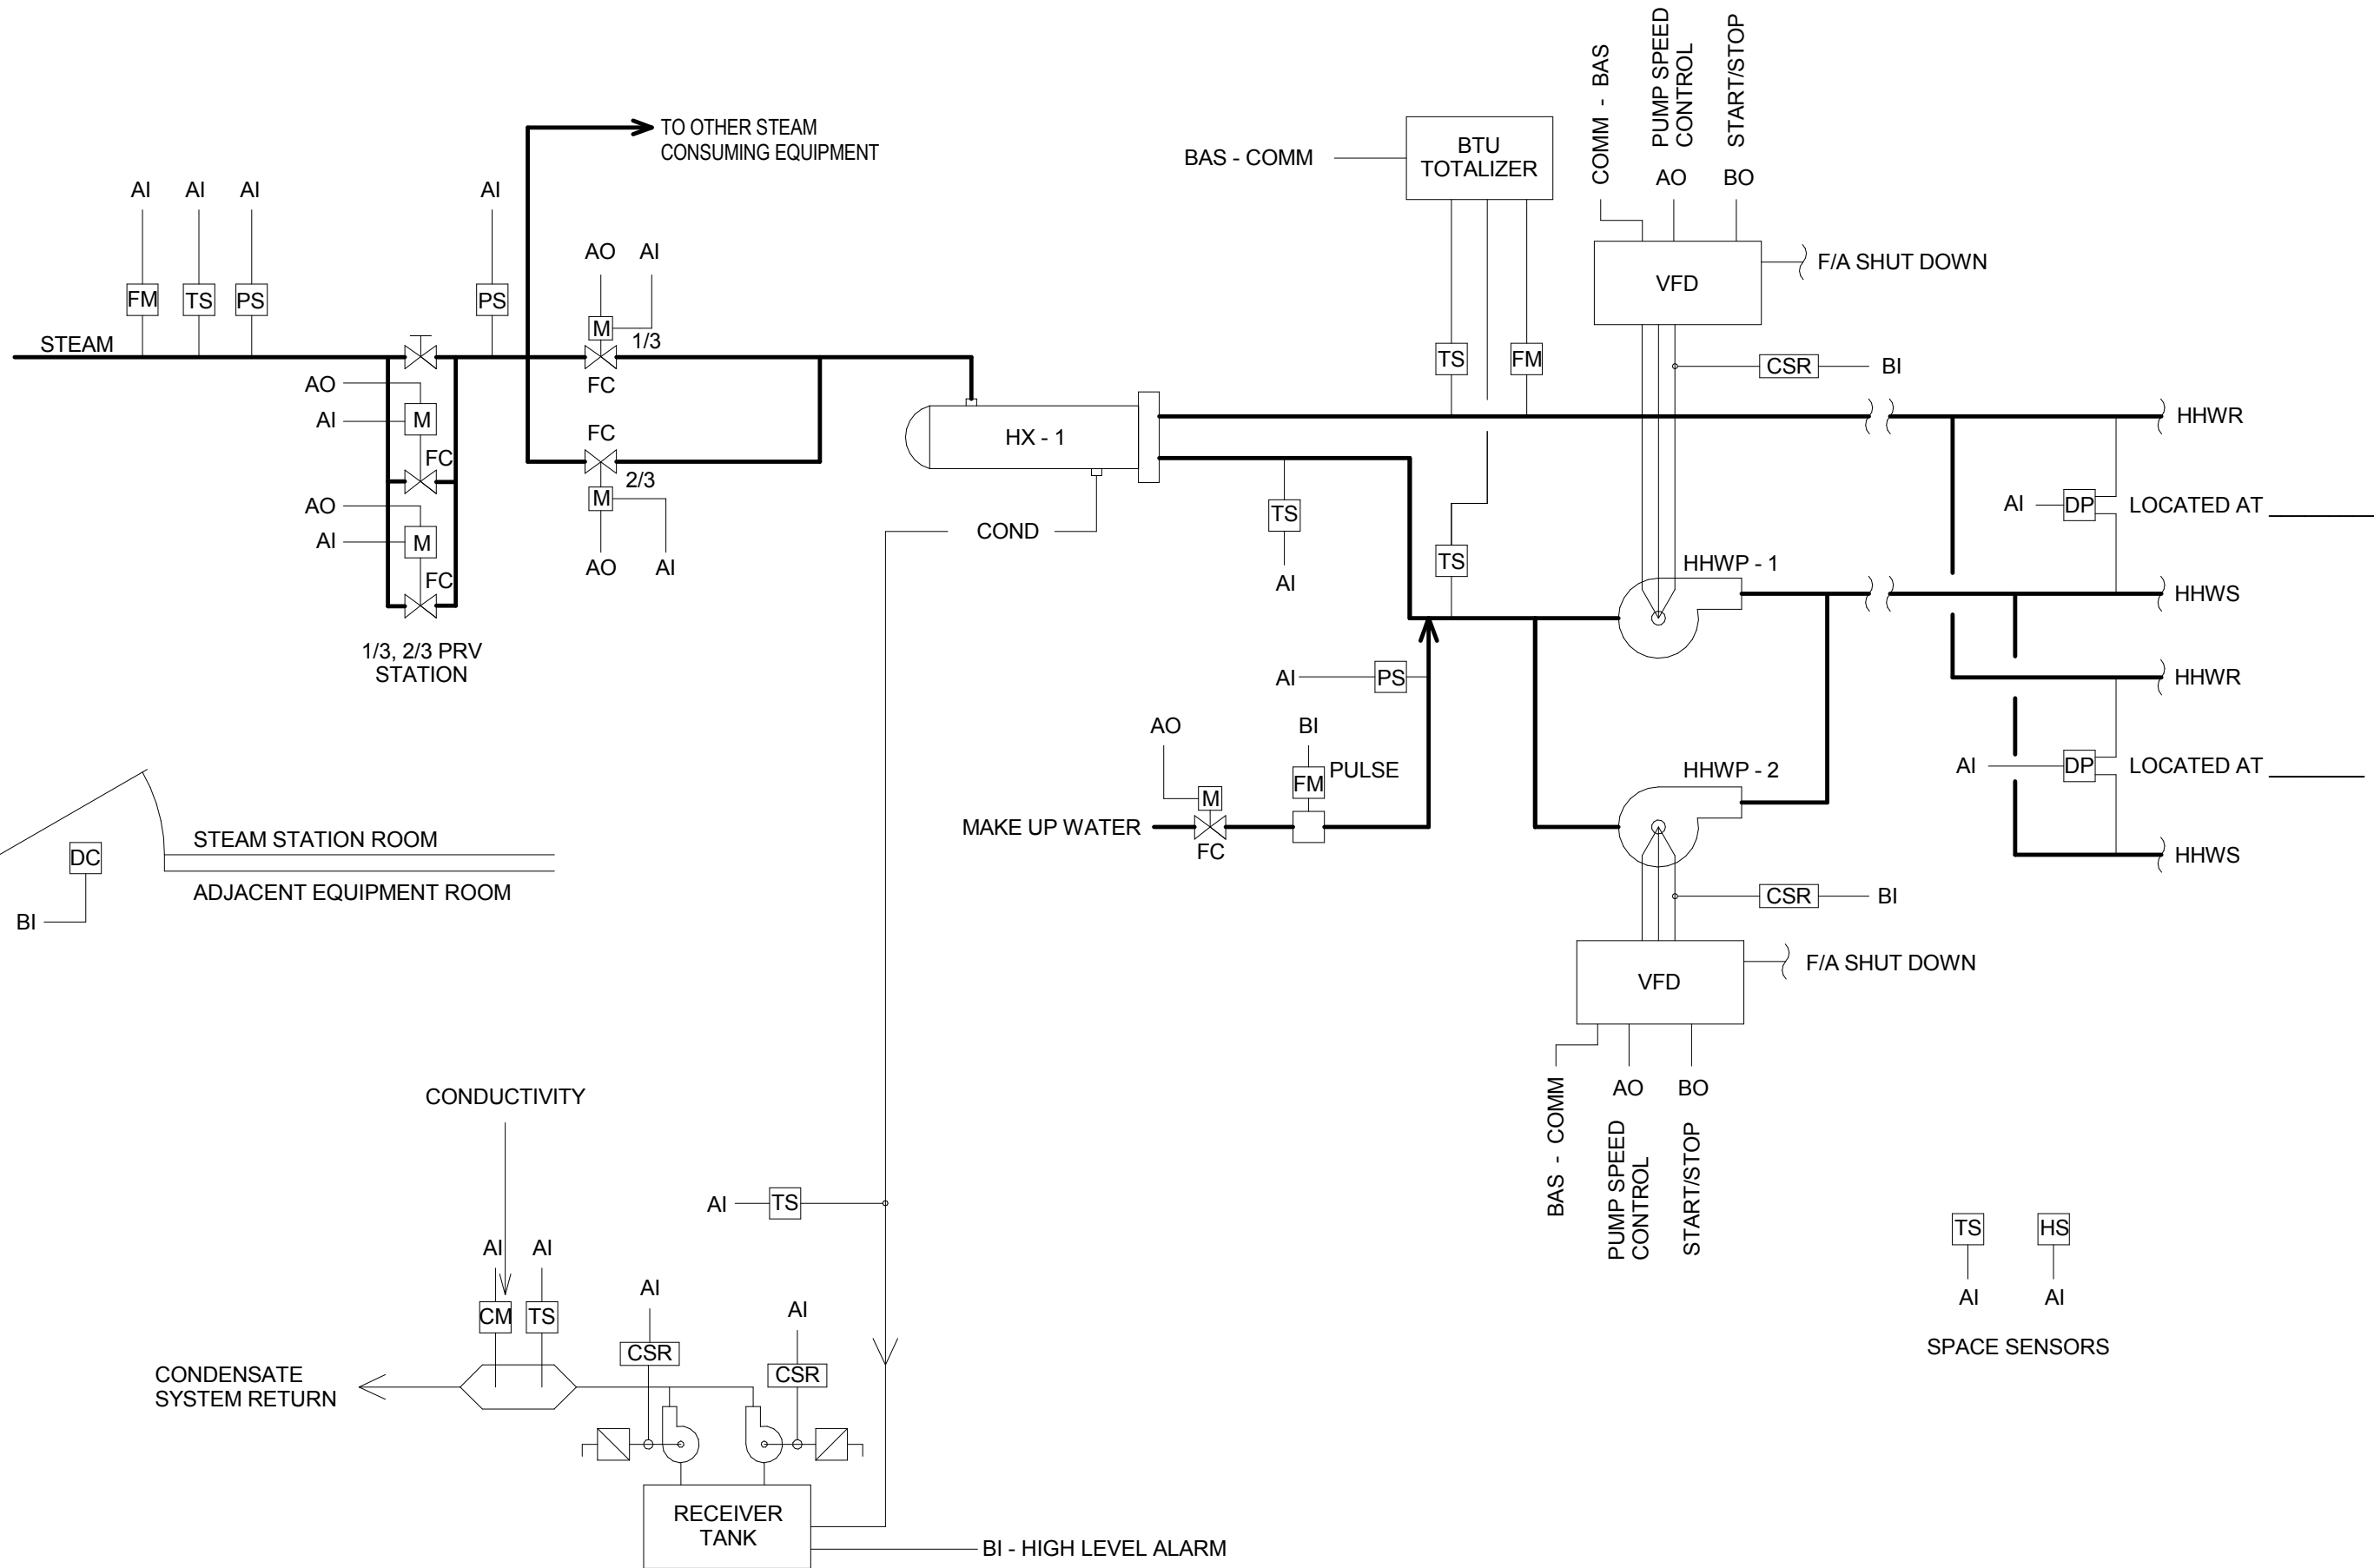 COMM - BAS
PUMP SPEED
CONTROL
START/STOP
TO OTHER STEAM
CONSUMING EQUIPMENT
BTU
TOTALIZER
BAS - COMM
AO
BO
AI
AI
AI
AI
AO
AI
VFD
F/A SHUT DOWN
FM
TS
PS
PS
M
1/3
STEAM
FC
TS
FM
CSR
BI
AO
AI
M
FC
FC
2/3
M
AO
AI
HX - 1
HHWR
AO
AI
M
FC
COND
TS
AI
TS
AI
DP
LOCATED AT
HHWP - 1
HHWS
1/3, 2/3 PRV
STATION
AI
PS
HHWR
AO
BI
M
FM
PULSE
HHWP - 2
AI
DP
LOCATED AT
MAKE UP WATER
FC
STEAM STATION ROOM
DC
ADJACENT EQUIPMENT ROOM
BI
HHWS
CSR
BI
VFD
F/A SHUT DOWN
BAS - COMM
AO
BO
PUMP SPEED
CONTROL
START/STOP
CONDUCTIVITY
AI
TS
TS
HS
AI
AI
SPACE SENSORS
AI
AI
CM
TS
AI
AI
CSR
CSR
CONDENSATE
SYSTEM RETURN
RECEIVER
TANK
BI - HIGH LEVEL ALARM